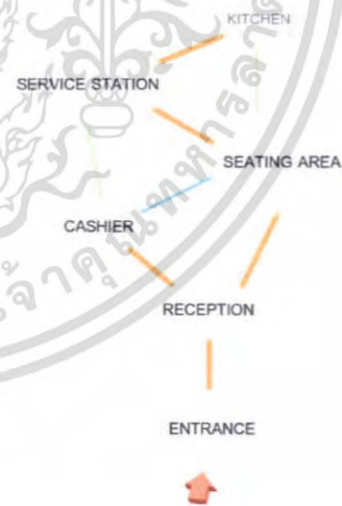 KITCHEN
SERVICE STATION
SEATING AREA
CASHIER
RECEPTION
ENTRANCE